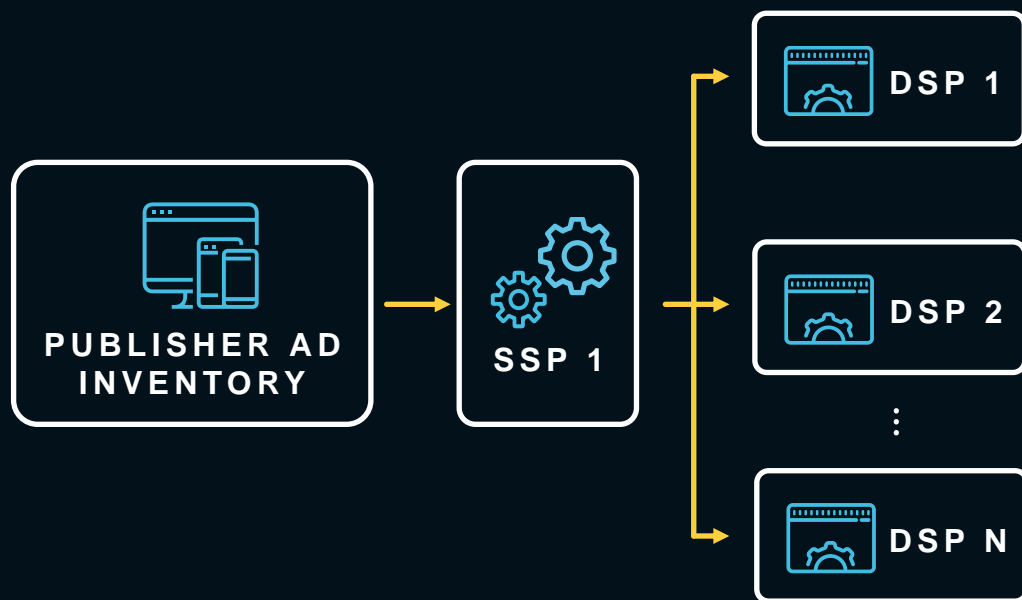 PUBLISHER AD
INVENTORY
SSP 1
DSP 1
DSP 2
DSP N